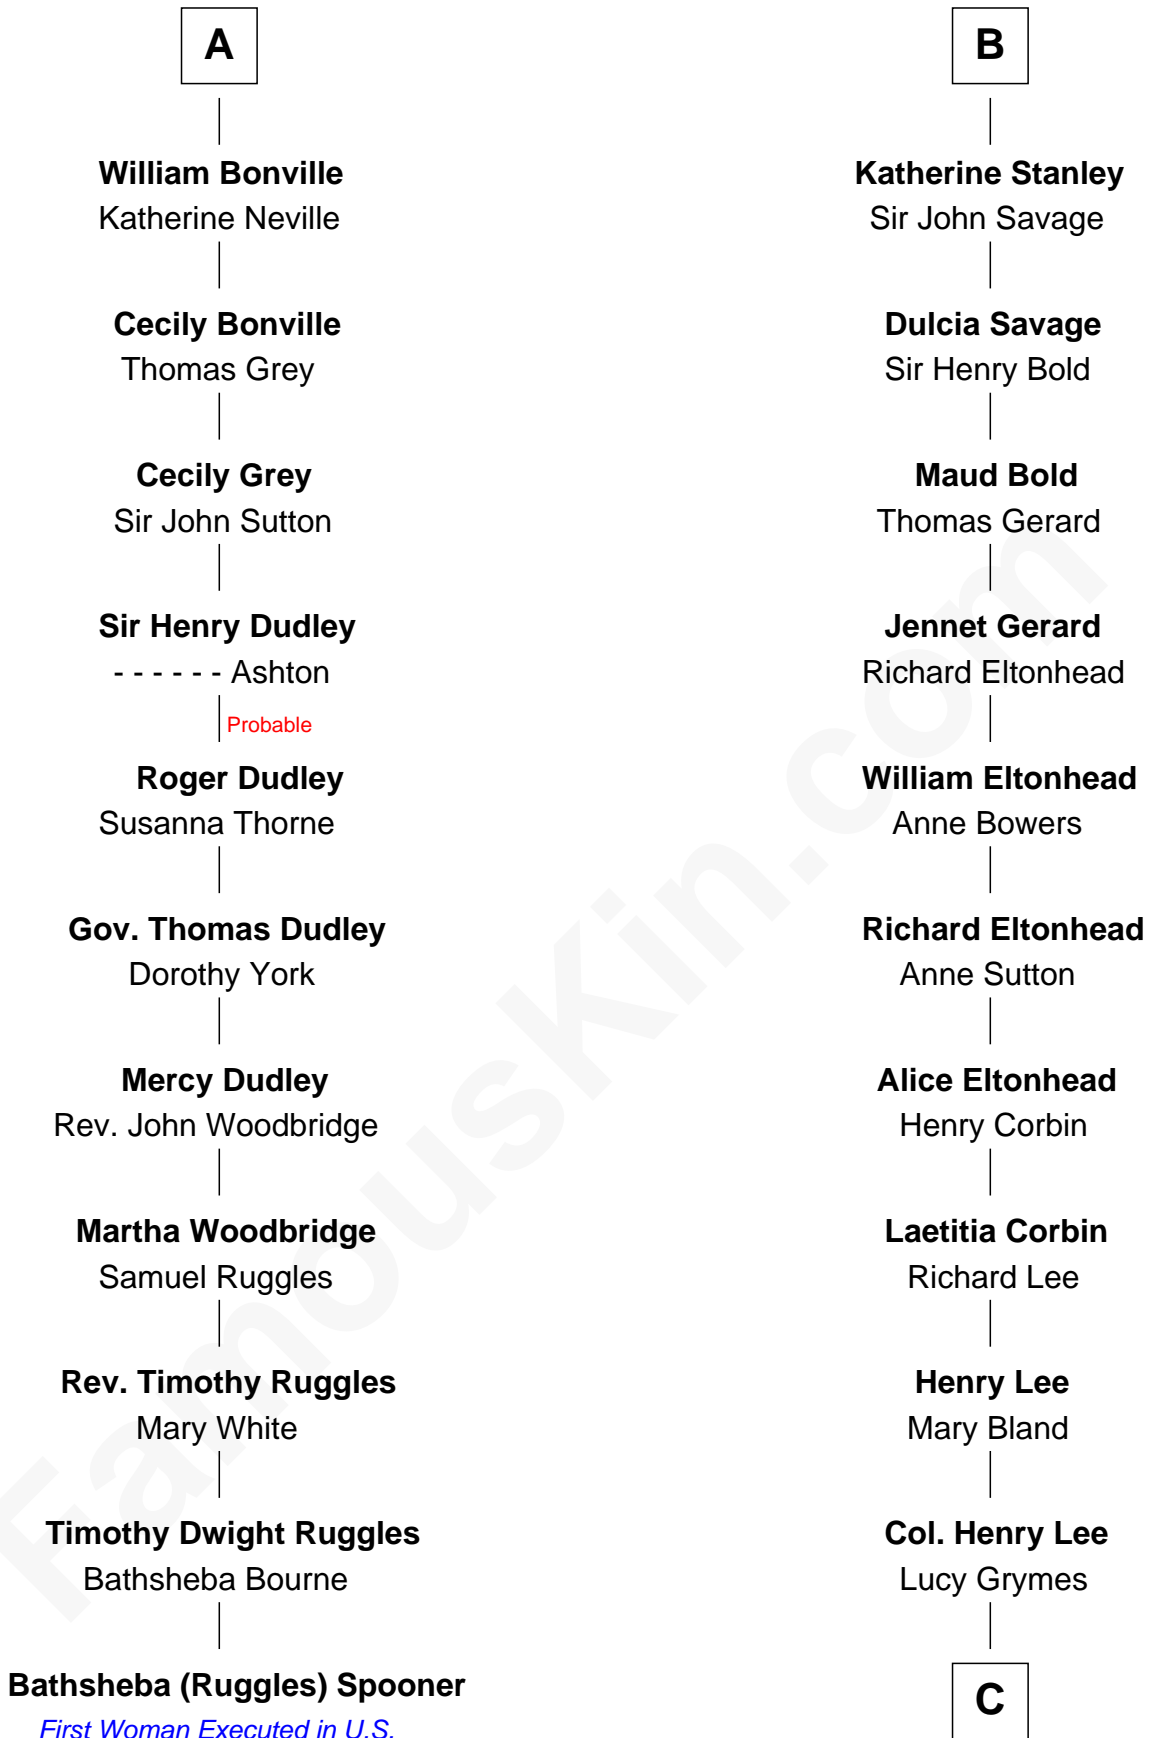 A
William Bonville
Katherine Neville
Cecily Bonville
Thomas Grey
Cecily Grey
Sir John Sutton
Sir Henry Dudley
- - - - - - Ashton
Probable
Roger Dudley
Susanna Thorne
Gov. Thomas Dudley
Dorothy York
Mercy Dudley
Rev. John Woodbridge
Martha Woodbridge
Samuel Ruggles
Rev. Timothy Ruggles
Mary White
Timothy Dwight Ruggles
Bathsheba Bourne
Bathsheba (Ruggles) Spooner
First Woman Executed in U.S.
B
Katherine Stanley
Sir John Savage
Dulcia Savage
Sir Henry Bold
Maud Bold
Thomas Gerard
Jennet Gerard
Richard Eltonhead
William Eltonhead
Anne Bowers
Richard Eltonhead
Anne Sutton
Alice Eltonhead
Henry Corbin
Laetitia Corbin
Richard Lee
Henry Lee
Mary Bland
Col. Henry Lee
Lucy Grymes
C
FamousKin.com